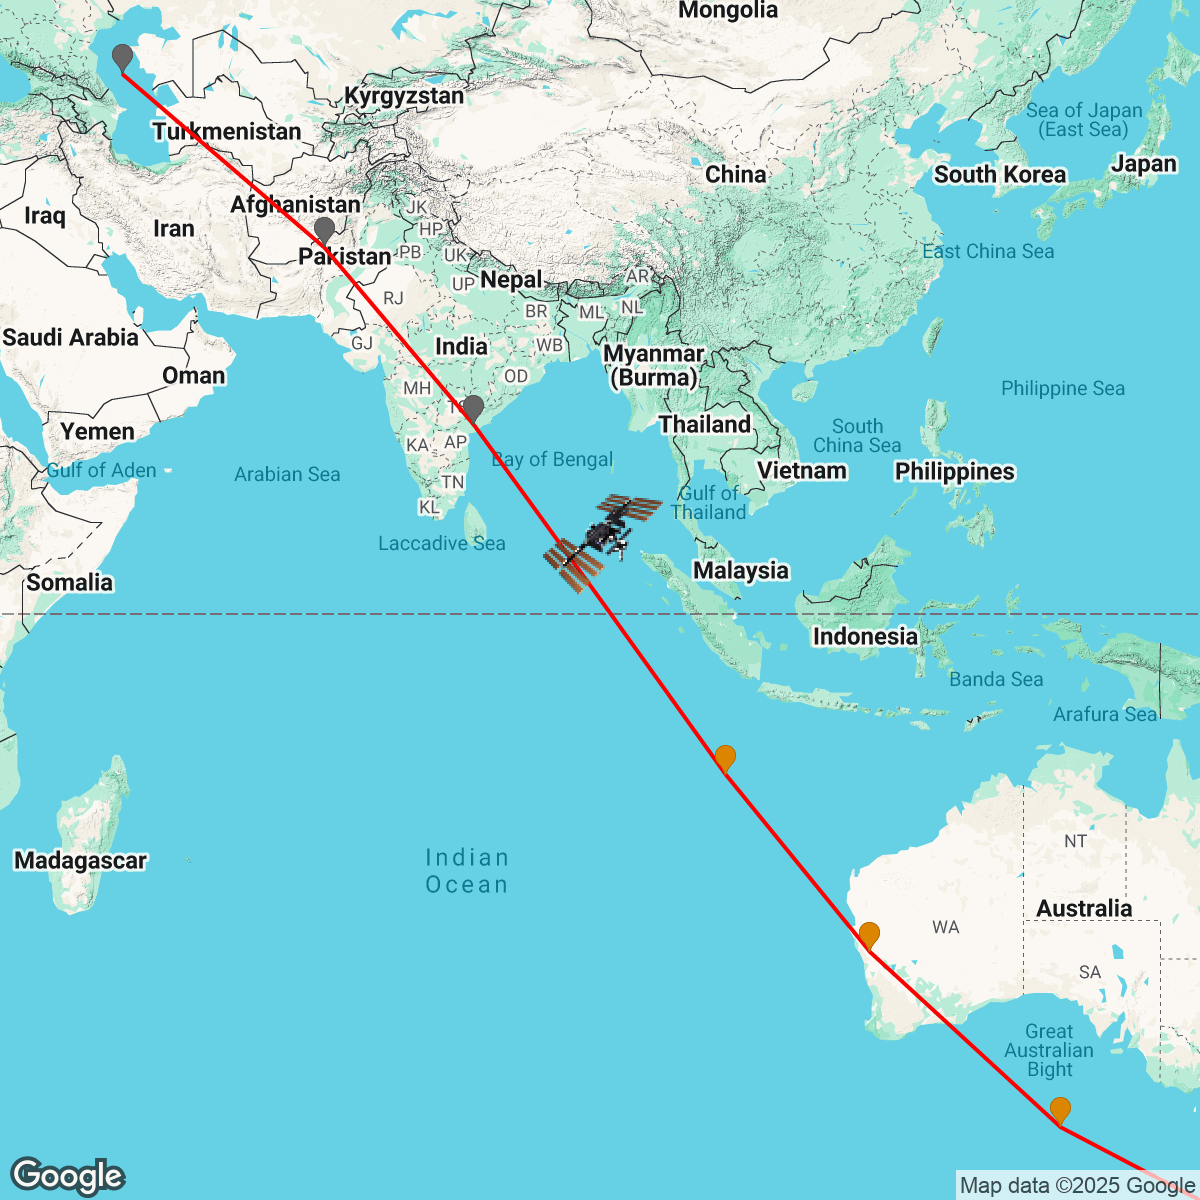 Mongolia
Kyrgyzstan
Sea of Japan
(East Sea)
Turkmenistan
Japan
China
South Korea
Afghanistan
JK
Iraq
Iran
HP
Pakistan
PB
UK
East China Sea
Nepal
AR
UP
RJ
ML
NL
BR
Saudi Arabia
GJ
India
WB
Myanmar
(Burma)
Oman
MH
OD
Philippine Sea
TS
Yemen
Thailand
South
China Sea
KA
AP
Bay of Bengal
Gulf of Aden
Arabian Sea
Vietnam
Philippines
TN
Gulf of
Thailand
KL
Laccadive Sea
Malaysia
Somalia
Indonesia
Banda Sea
Arafura Sea
NT
Indian
Ocean
Madagascar
Australia
WA
SA
Great
Australian
Bight
Google
Map data ©2025 Google